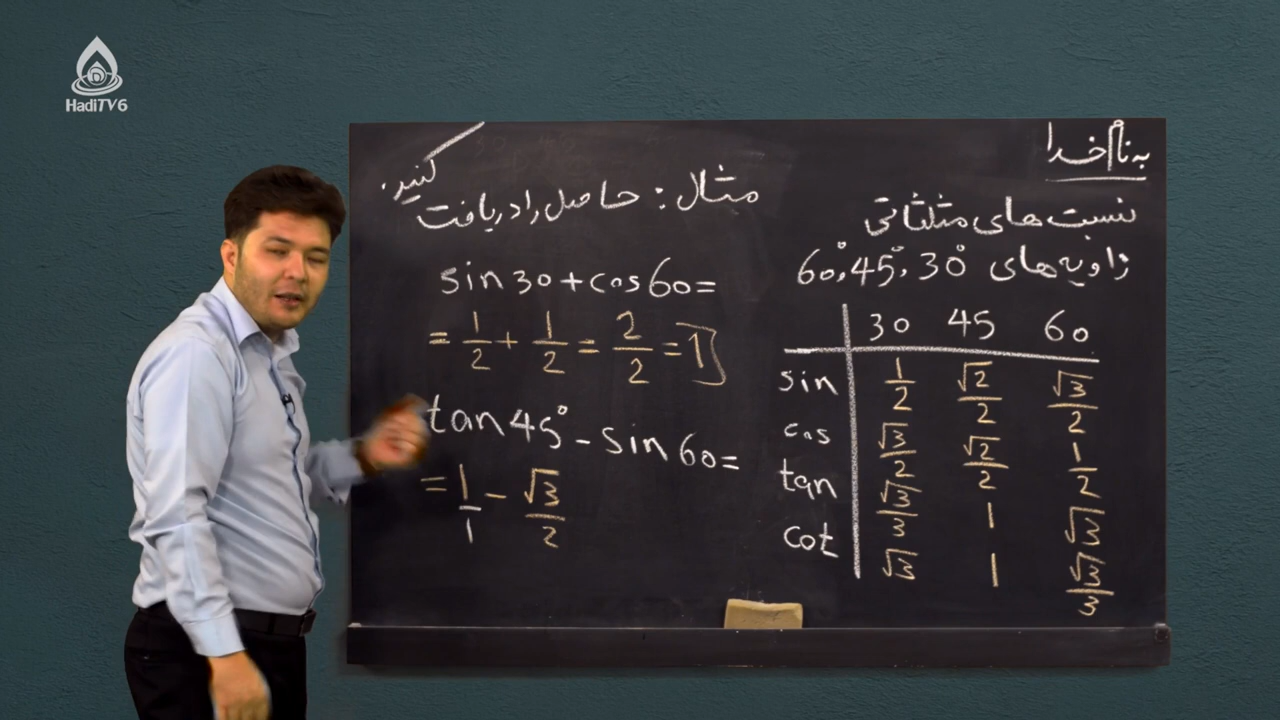 HadiTV6
به نام خدا
نسبت های مثلثاتی
زاویه های 30°، 45°، 60°
30 45 60
sin 1/2 √2/2 √3/2
cos √3/2 √2/2 1/2
tan √3/3 1 √3
cot √3 1 √3/3
مثال: حاصل را دریافت کنید.
sin 30 + cos 60 =
= 1/2 + 1/2 = 2/2 = 1
tan 45° - sin 60 =
= 1/1 - √3/2